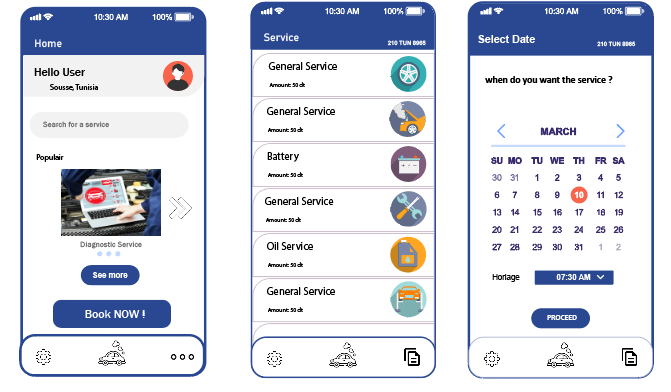 10:30 AM
100%
Home
Hello User
Sousse, Tunisia
Search for a service
Populair
Diagnostic Service
See more
Book NOW !
10:30 AM
100%
Service
210 TUN 8965
General Service
Amount: 50 dt
General Service
Amount: 50 dt
Battery
Amount: 50 dt
General Service
Amount: 50 dt
Oil Service
Amount: 50 dt
General Service
Amount: 50 dt
10:30 AM
100%
Select Date
210 TUN 8965
when do you want the service ?
MARCH
SU MO TU WE TH FR SA
30 31 1 2 3 4 5
6 7 8 9 10 11 12
13 14 15 16 17 18 19
20 21 22 23 24 25 26
27 28 29 30 31 1 2
Horlage
07:30 AM
PROCEED